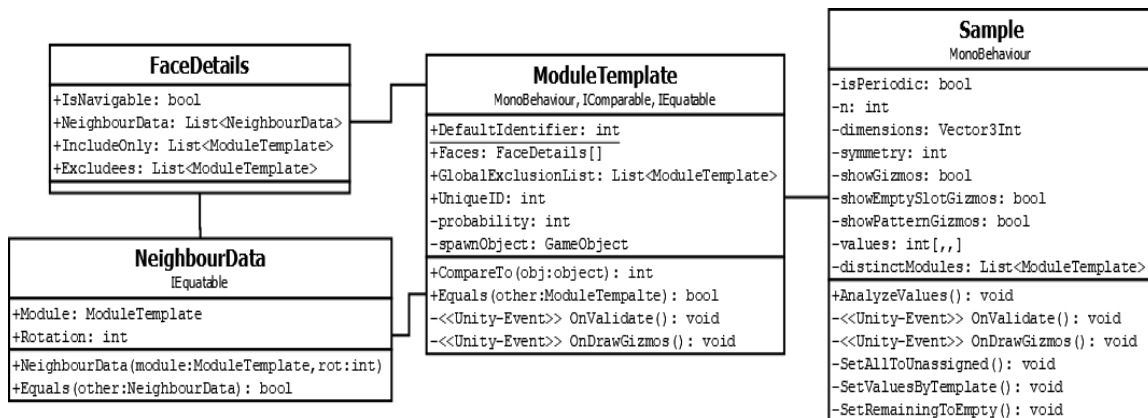 FaceDetails
+IsNavigable: bool
+NeighbourData: List<NeighbourData>
+IncludeOnly: List<ModuleTemplate>
+Excludees: List<ModuleTemplate>
NeighbourData
IEquatable
+Module: ModuleTemplate
+Rotation: int
+NeighbourData(module:ModuleTemplate,rot:int)
+Equals(other:NeighbourData): bool
ModuleTemplate
MonoBehaviour, IComparable, IEquatable
+DefaultIdentifier: int
+Faces: FaceDetails[]
+GlobalExclusionList: List<ModuleTemplate>
+UniqueID: int
-probability: int
-spawnObject: GameObject
+CompareTo(obj:object): int
+Equals(other:ModuleTempalte): bool
-<<Unity-Event>> OnValidate(): void
-<<Unity-Event>> OnDrawGizmos(): void
Sample
MonoBehaviour
-isPeriodic: bool
-n: int
-dimensions: Vector3Int
-symmetry: int
-showGizmos: bool
-showEmptySlotGizmos: bool
-showPatternGizmos: bool
-values: int[,,]
-distinctModules: List<ModuleTemplate>
+AnalyzeValues(): void
-<<Unity-Event>> OnValidate(): void
-<<Unity-Event>> OnDrawGizmos(): void
-SetAllToUnassigned(): void
-SetValuesByTemplate(): void
-SetRemainingToEmpty(): void